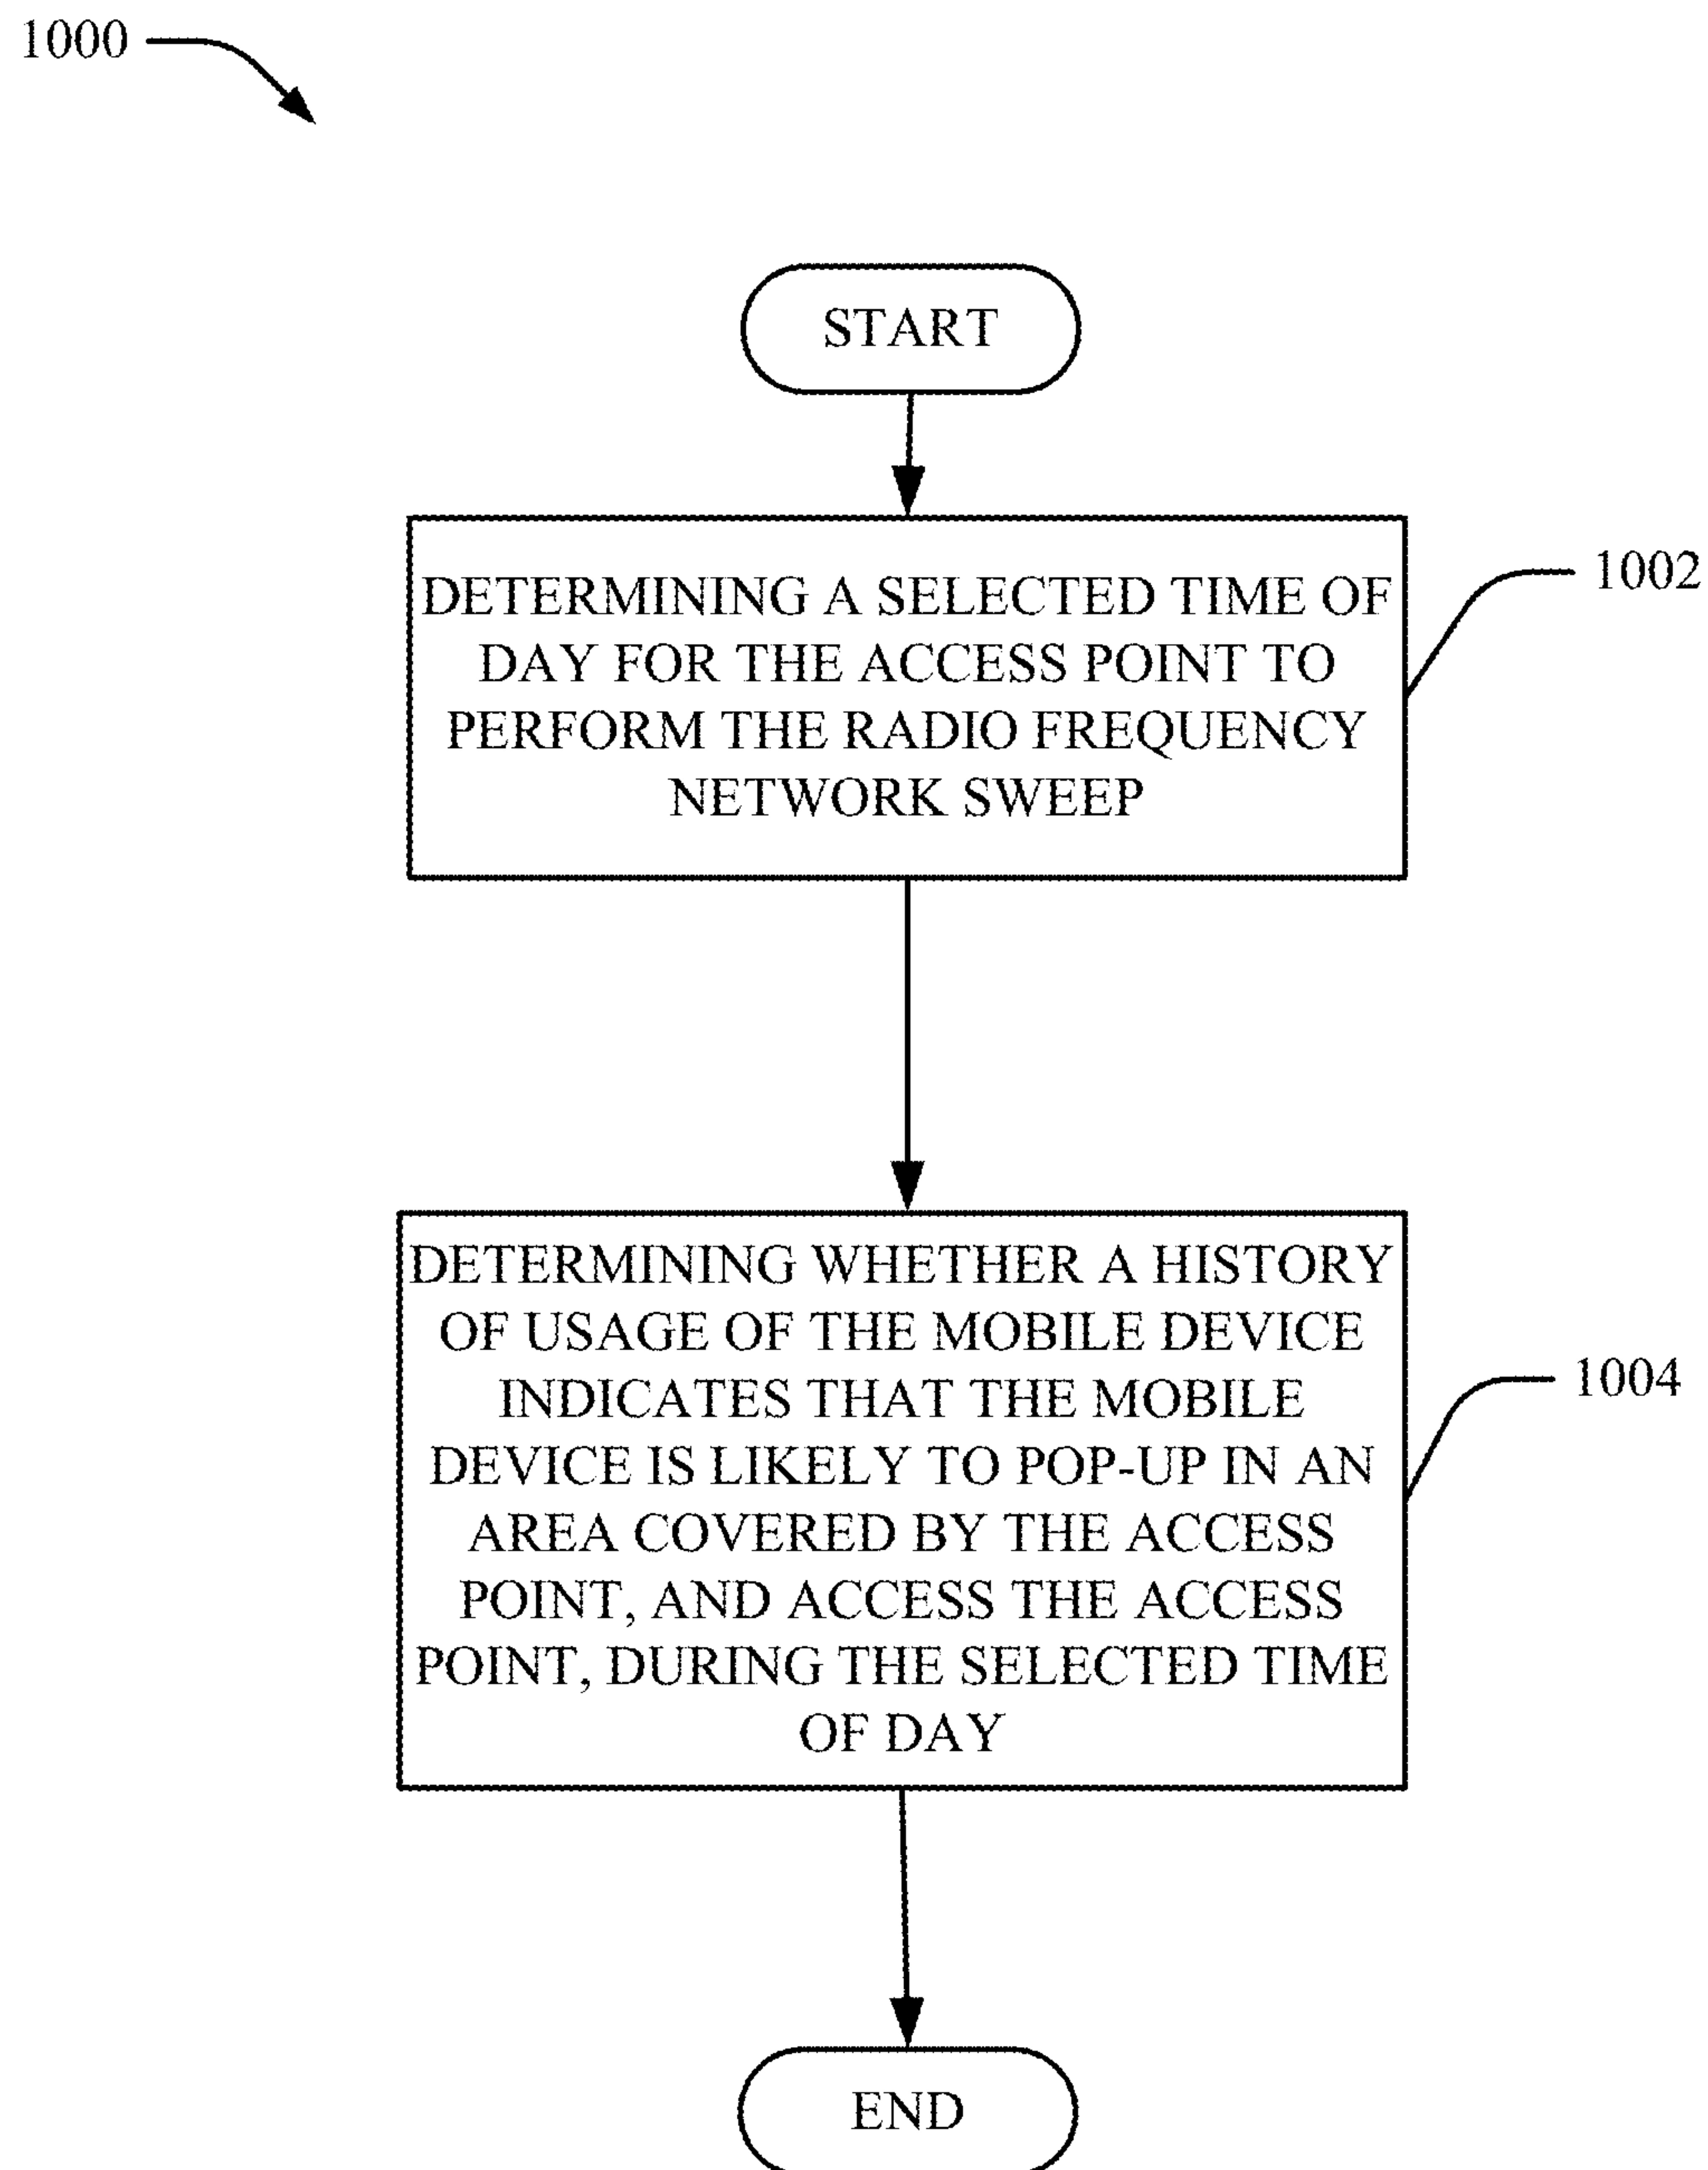 1000
START
DETERMINING A SELECTED TIME OF
DAY FOR THE ACCESS POINT TO
PERFORM THE RADIO FREQUENCY
NETWORK SWEEP
1002
DETERMINING WHETHER A HISTORY
OF USAGE OF THE MOBILE DEVICE
INDICATES THAT THE MOBILE
DEVICE IS LIKELY TO POP-UP IN AN
AREA COVERED BY THE ACCESS
POINT, AND ACCESS THE ACCESS
POINT, DURING THE SELECTED TIME
OF DAY
1004
END